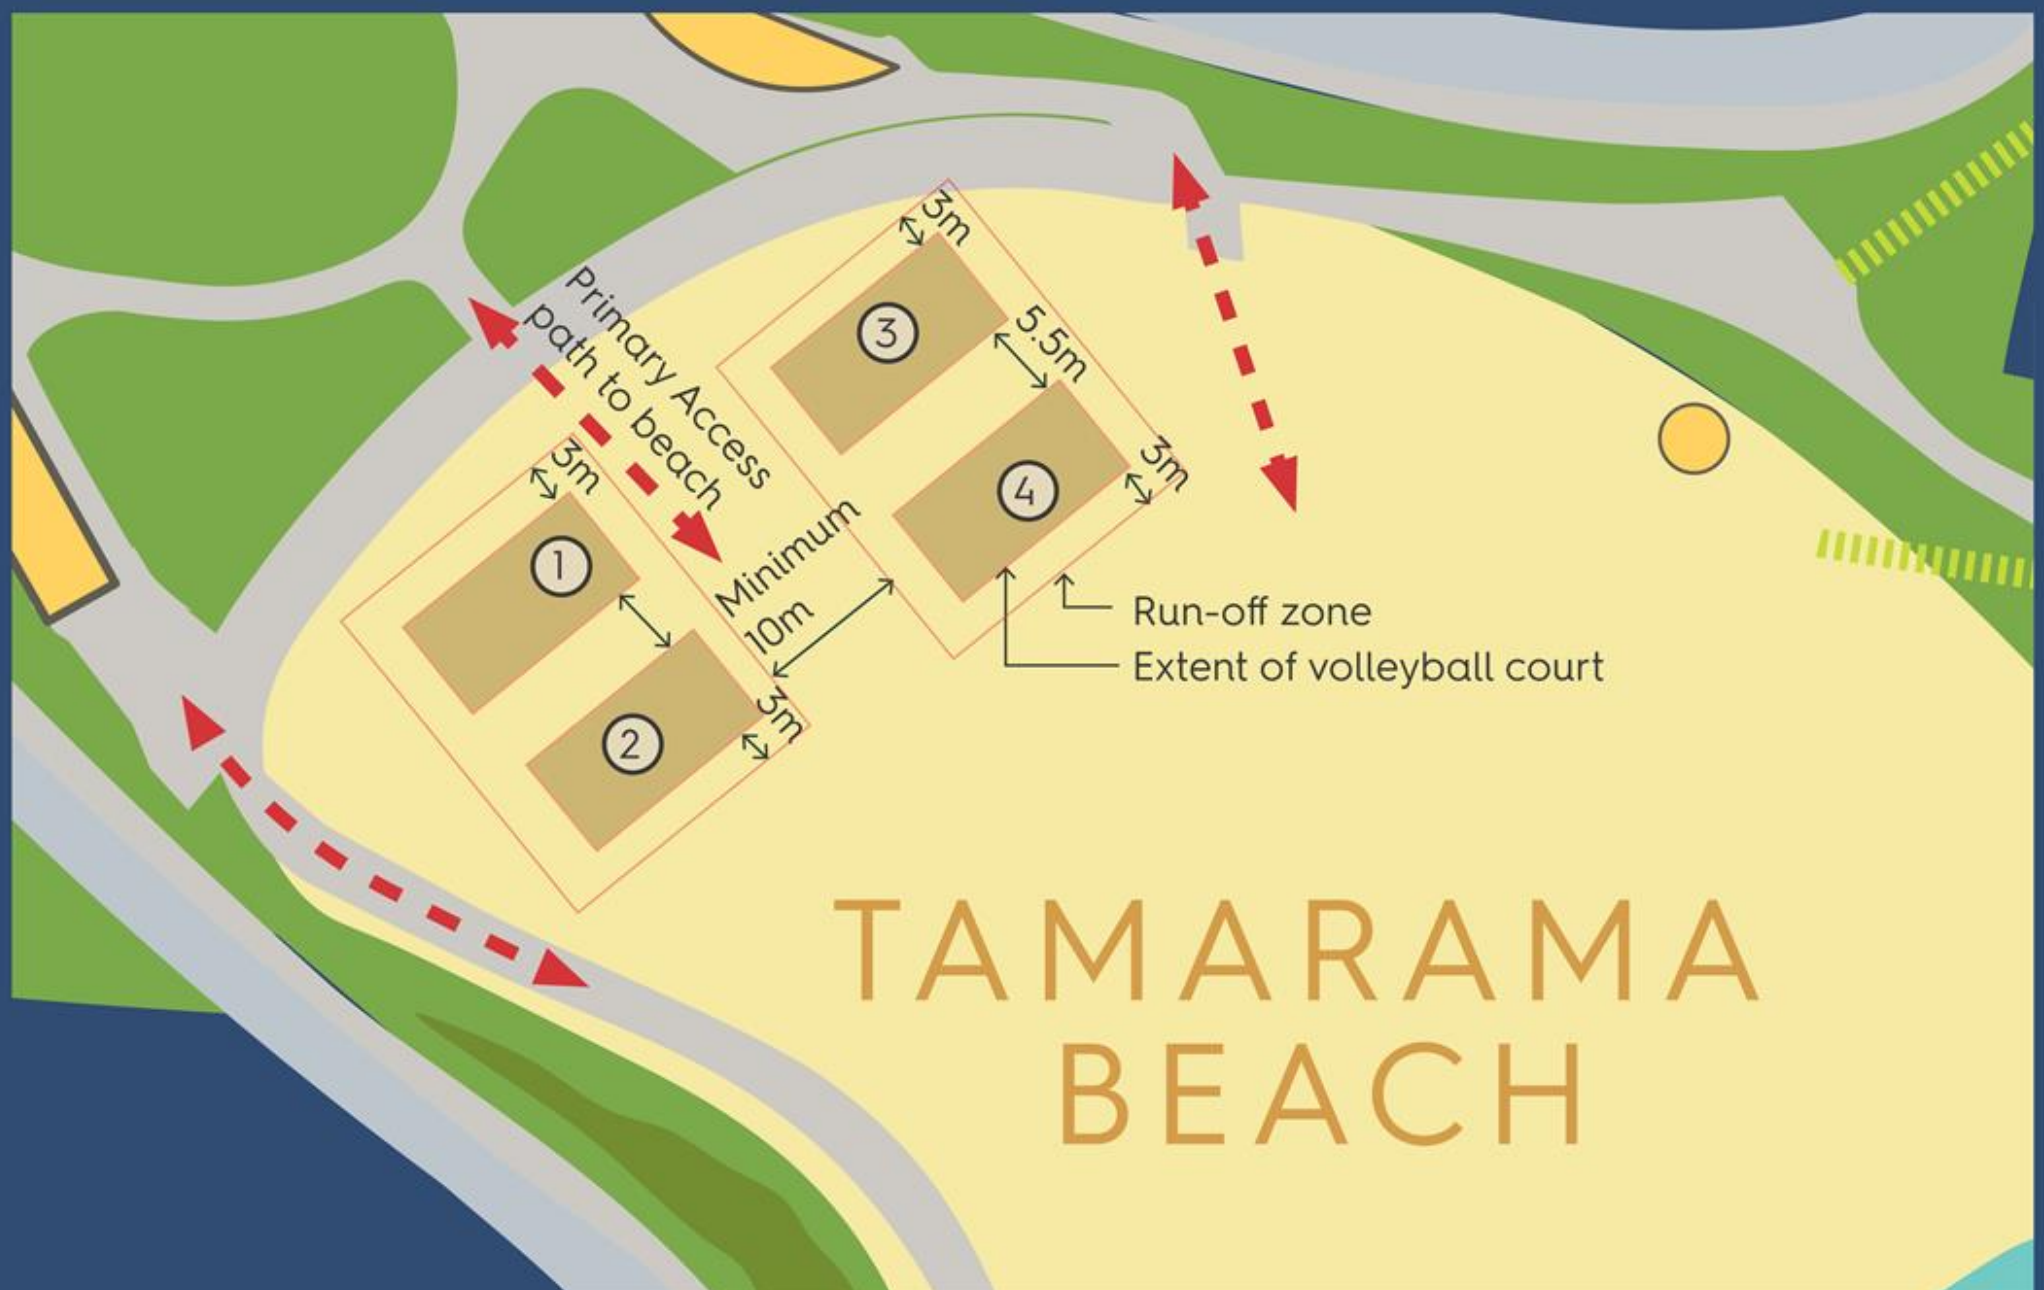 3m
Primary Access
path to beach
3
5.5m
3m
4
3m
1
Minimum
10m
Run-off zone
Extent of volleyball court
3m
2
TAMARAMA
BEACH